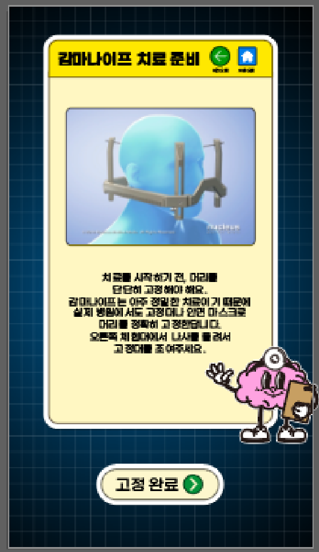 감마나이프 치료 준비
치료를 시작하기 전, 머리를
단단히 고정해야 해요.
감마나이프는 아주 정밀한 치료이기 때문에
실제 병원에서도 고정대나 안면 마스크로
머리를 정확히 고정한답니다.
오른쪽 체험대에서 나사를 돌려서
고정대를 조여주세요.
고정 완료